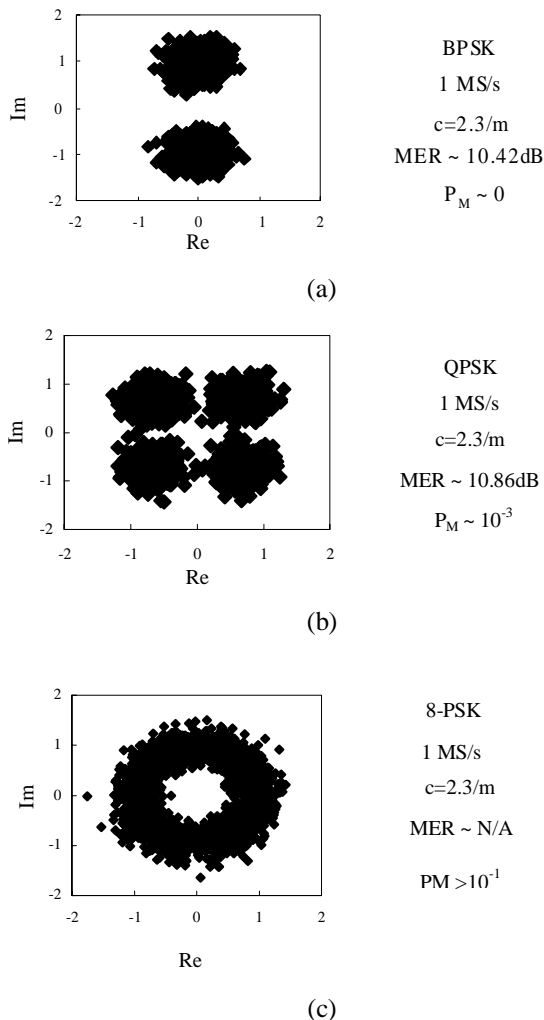 2
1
0
-1
-2
Im
-2 -1 0 1 2
Re
BPSK
1 MS/s
c=2.3/m
MER ~ 10.42dB
P_M ~ 0
(a)
2
1
0
-1
-2
Im
-2 -1 0 1 2
Re
QPSK
1 MS/s
c=2.3/m
MER ~ 10.86dB
P_M ~ 10^-3
(b)
2
1
0
-1
-2
Im
-2 -1 0 1 2
Re
8-PSK
1 MS/s
c=2.3/m
MER ~ N/A
PM >10^-1
(c)